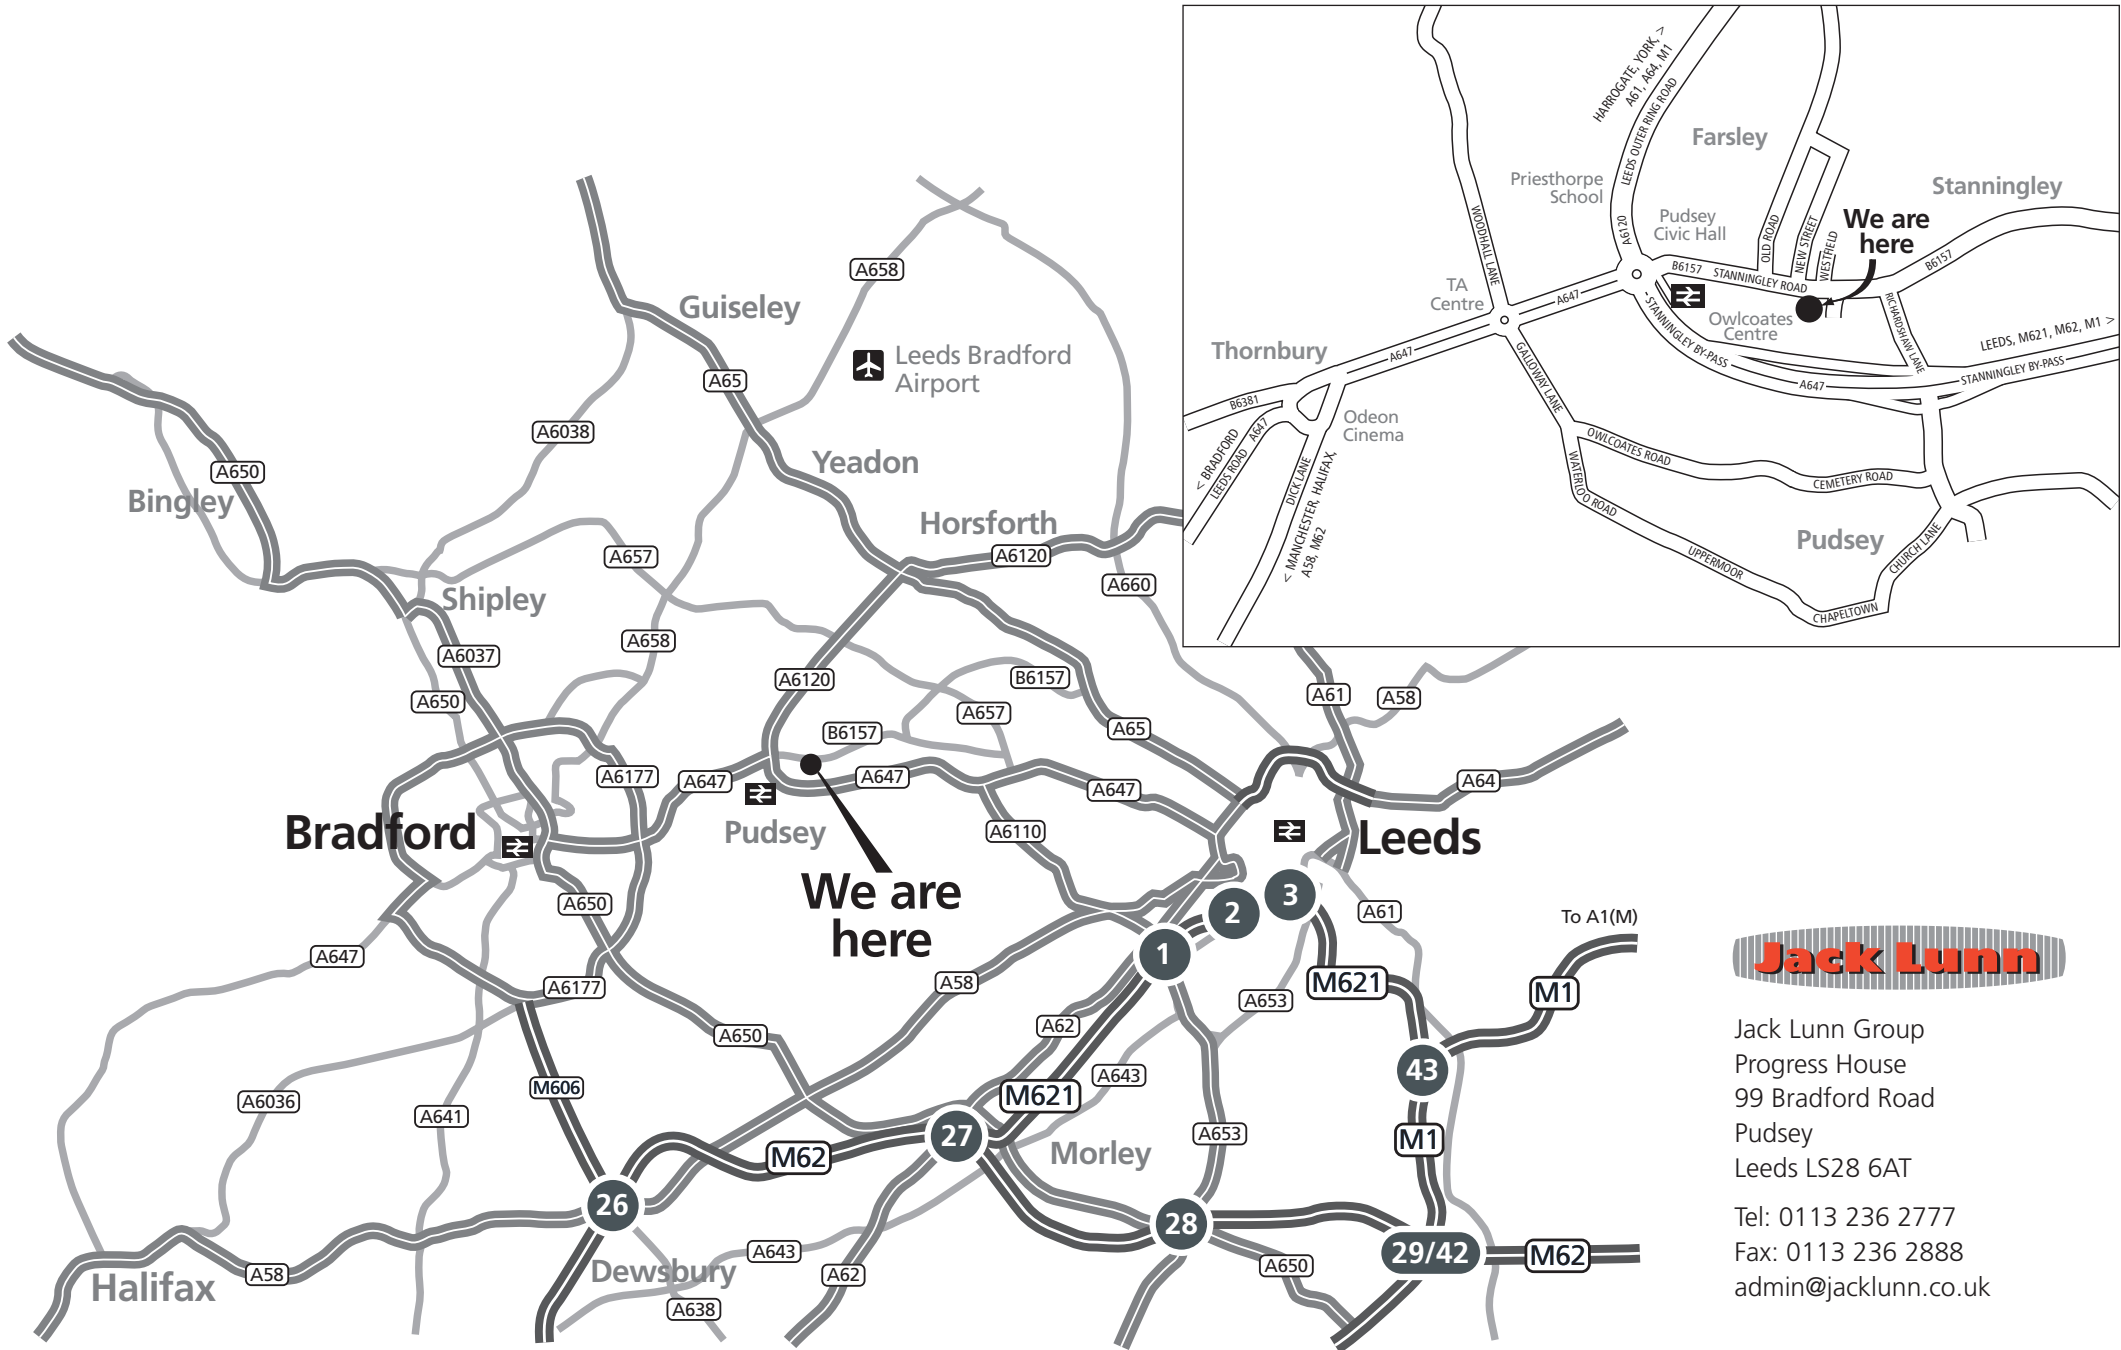 Guiseley
A658
Leeds Bradford
Airport
A65
A6038
A650
Bingley
Yeadon
Horsforth
A6120
A657
A660
Shipley
A658
A6037
A6120
A650
B6157
A657
B6157
A65
A61
A58
A6177
A647
A647
A647
A64
Bradford
Pudsey
A6110
Leeds
We are
here
A650
3
2
1
A61
To A1(M)
A647
A6177
A58
A653
M621
M1
A650
A62
M606
A6036
A641
M621
A643
43
27
M62
Morley
A653
M1
26
28
29/42
M62
Halifax
A58
Dewsbury
A643
A62
A650
A638
HARROGATE, YORK, >
A61, A64, M1
LEEDS OUTER RING ROAD
Farsley
Priesthorpe
School
Stanningley
Pudsey
Civic Hall
A6120
WOODHALL LANE
OLD ROAD
NEW STREET
WESTFIELD
We are
here
B6157
STANNINGLEY ROAD
B6157
TA
Centre
A647
Owlcoates
Centre
STANNINGLEY BY-PASS
RICHARDSHAW LANE
LEEDS, M621, M62, M1 >
STANNINGLEY BY-PASS
A647
Thornbury
A647
GALLOWAY LANE
B6381
A647
Odeon
Cinema
< BRADFORD
LEEDS ROAD
DICK LANE
< MANCHESTER, HALIFAX,
A58, M62
OWLCOATES ROAD
CEMETERY ROAD
WATERLOO ROAD
Pudsey
UPPERMOOR
CHURCH LANE
CHAPELTOWN
Jack Lunn
Jack Lunn Group
Progress House
99 Bradford Road
Pudsey
Leeds LS28 6AT
Tel: 0113 236 2777
Fax: 0113 236 2888
admin@jacklunn.co.uk